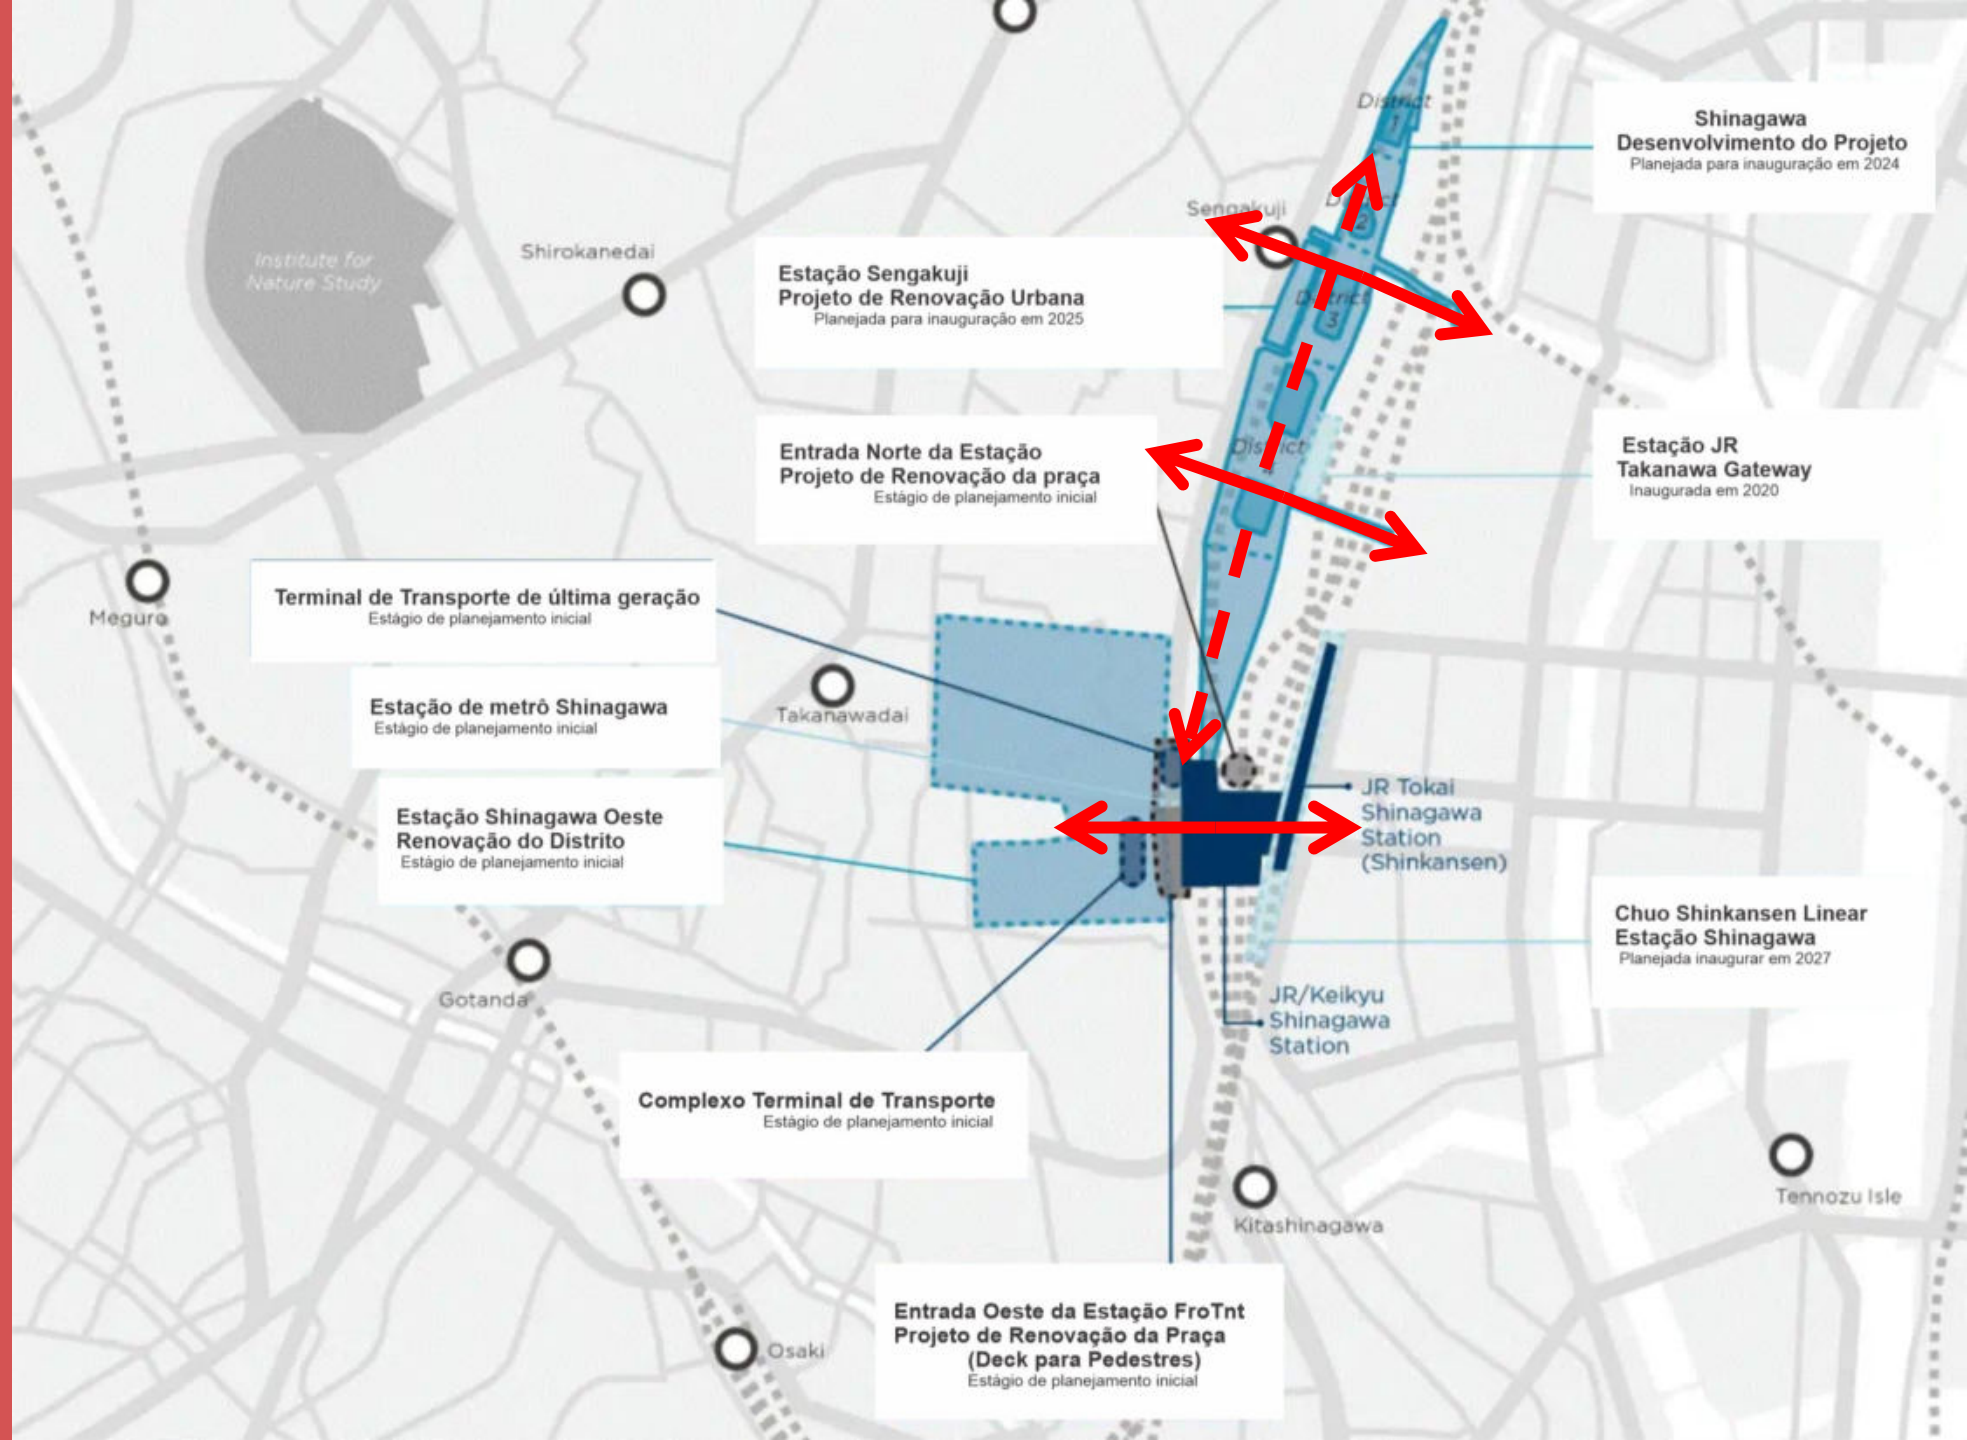 District
1
Shinagawa
Desenvolvimento do Projeto
Planejada para inauguração em 2024
Sengakuji
2
Institute for
Nature Study
Shirokanedai
Estação Sengakuji
Projeto de Renovação Urbana
Planejada para inauguração em 2025
District
3
Entrada Norte da Estação
Projeto de Renovação da praça
Estágio de planejamento inicial
District
Estação JR
Takanawa Gateway
Inaugurada em 2020
Meguro
Terminal de Transporte de última geração
Estágio de planejamento inicial
Estação de metrô Shinagawa
Estágio de planejamento inicial
Takanawadai
Estação Shinagawa Oeste
Renovação do Distrito
Estágio de planejamento inicial
JR Tokai
Shinagawa
Station
(Shinkansen)
Chuo Shinkansen Linear
Estação Shinagawa
Planejada inaugurar em 2027
Gotanda
JR/Keikyu
Shinagawa
Station
Complexo Terminal de Transporte
Estágio de planejamento inicial
Kitashinagawa
Tennozu Isle
Entrada Oeste da Estação FroTnt
Projeto de Renovação da Praça
(Deck para Pedestres)
Estágio de planejamento inicial
Osaki